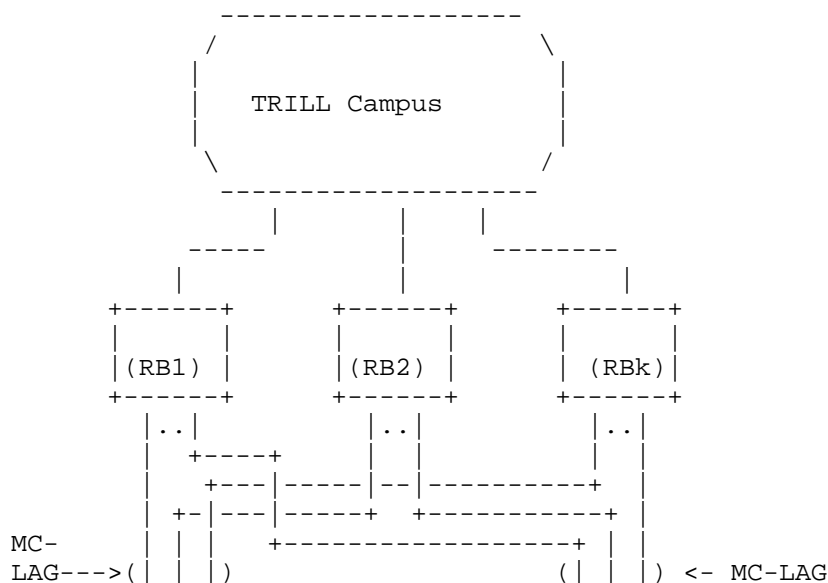 TRILL Campus
(RB1) (RB2) (RBk)
MC-
LAG---> <- MC-LAG